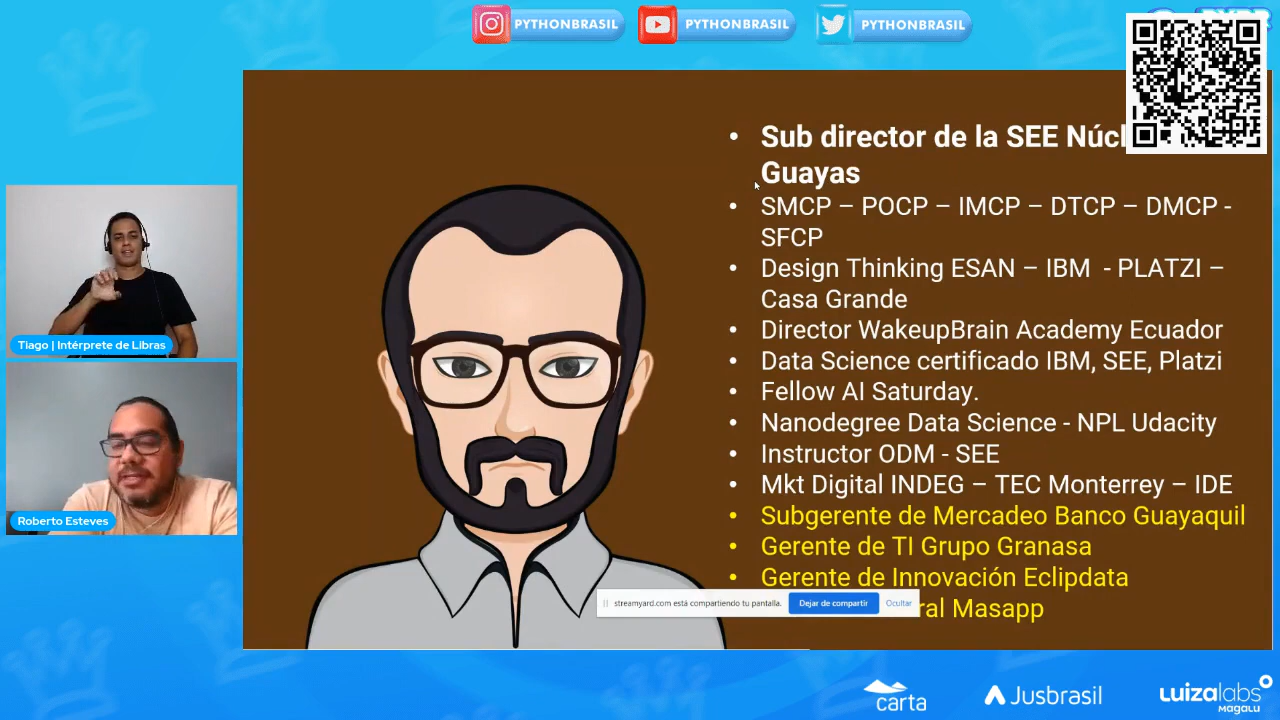 PYTHONBRASIL
PYTHONBRASIL
PYTHONBRASIL
• Sub director de la SEE
Guayas
• SMCP – POCP – IMCP – DTCP – DMCP -
SFCP
• Design Thinking ESAN – IBM - PLATZI –
Casa Grande
• Director WakeupBrain Academy Ecuador
• Data Science certificado IBM, SEE, Platzi
• Fellow AI Saturday.
• Nanodegree Data Science - NPL Udacity
• Instructor ODM - SEE
• Mkt Digital INDEG – TEC Monterrey – IDE
• Subgerente de Mercadeo Banco Guayaquil
• Gerente de TI Grupo Granasa
• Gerente de Innovación Eclipdata
Masapp
streamyard.com está compartiendo tu pantalla.
Dejar de compartir
Ocultar
Tiago | Intérprete de Libras
Roberto Esteves
carta
Jusbrasil
LUIZAlabs
MAGALU